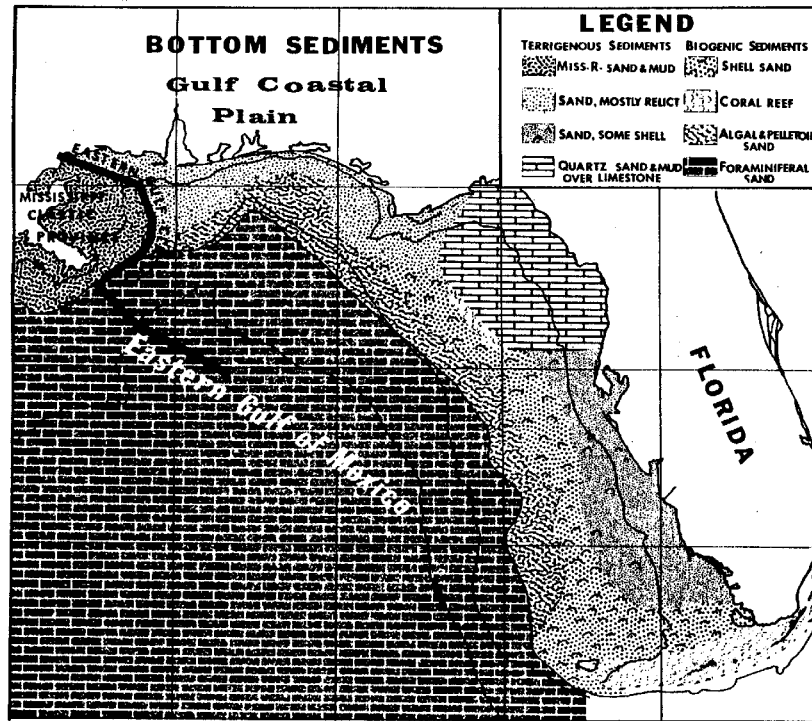 BOTTOM SEDIMENTS
Gulf Coastal
Plain
LEGEND
TERRIGENOUS SEDIMENTS BIOGENIC SEDIMENTS
MISS. R. SAND & MUD SHELL SAND
SAND, MOSTLY RELICT CORAL REEF
SAND, SOME SHELL ALGAL & PELLETOID
SAND
QUARTZ SAND & MUD FORAMINIFERAL
OVER LIMESTONE SAND
EASTERN
MISSISSIPPI
CLASTIC
PROVINCE
Eastern Gulf of Mexico
FLORIDA